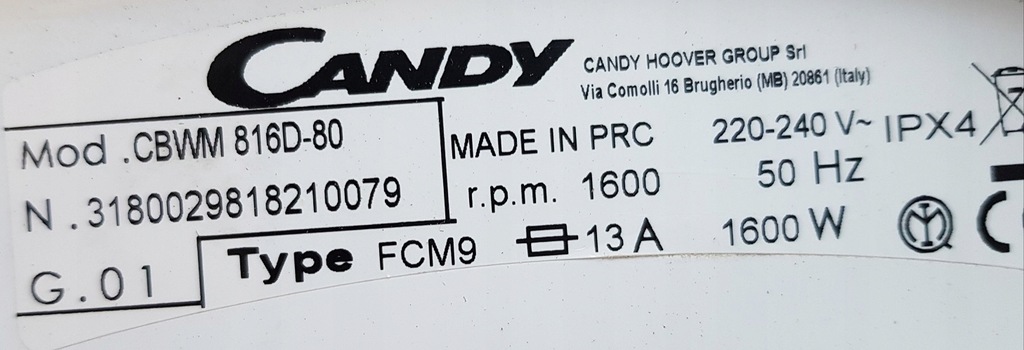 CANDY
CANDY HOOVER GROUP Srl
Via Comolli 16 Brugherio (MB) 20861 (Italy)
Mod .CBWM 816D-80
N .3180029818210079
G.01
MADE IN PRC
r.p.m. 1600
Type FCM9
13 A
220-240 V~ IPX4
50 Hz
1600 W